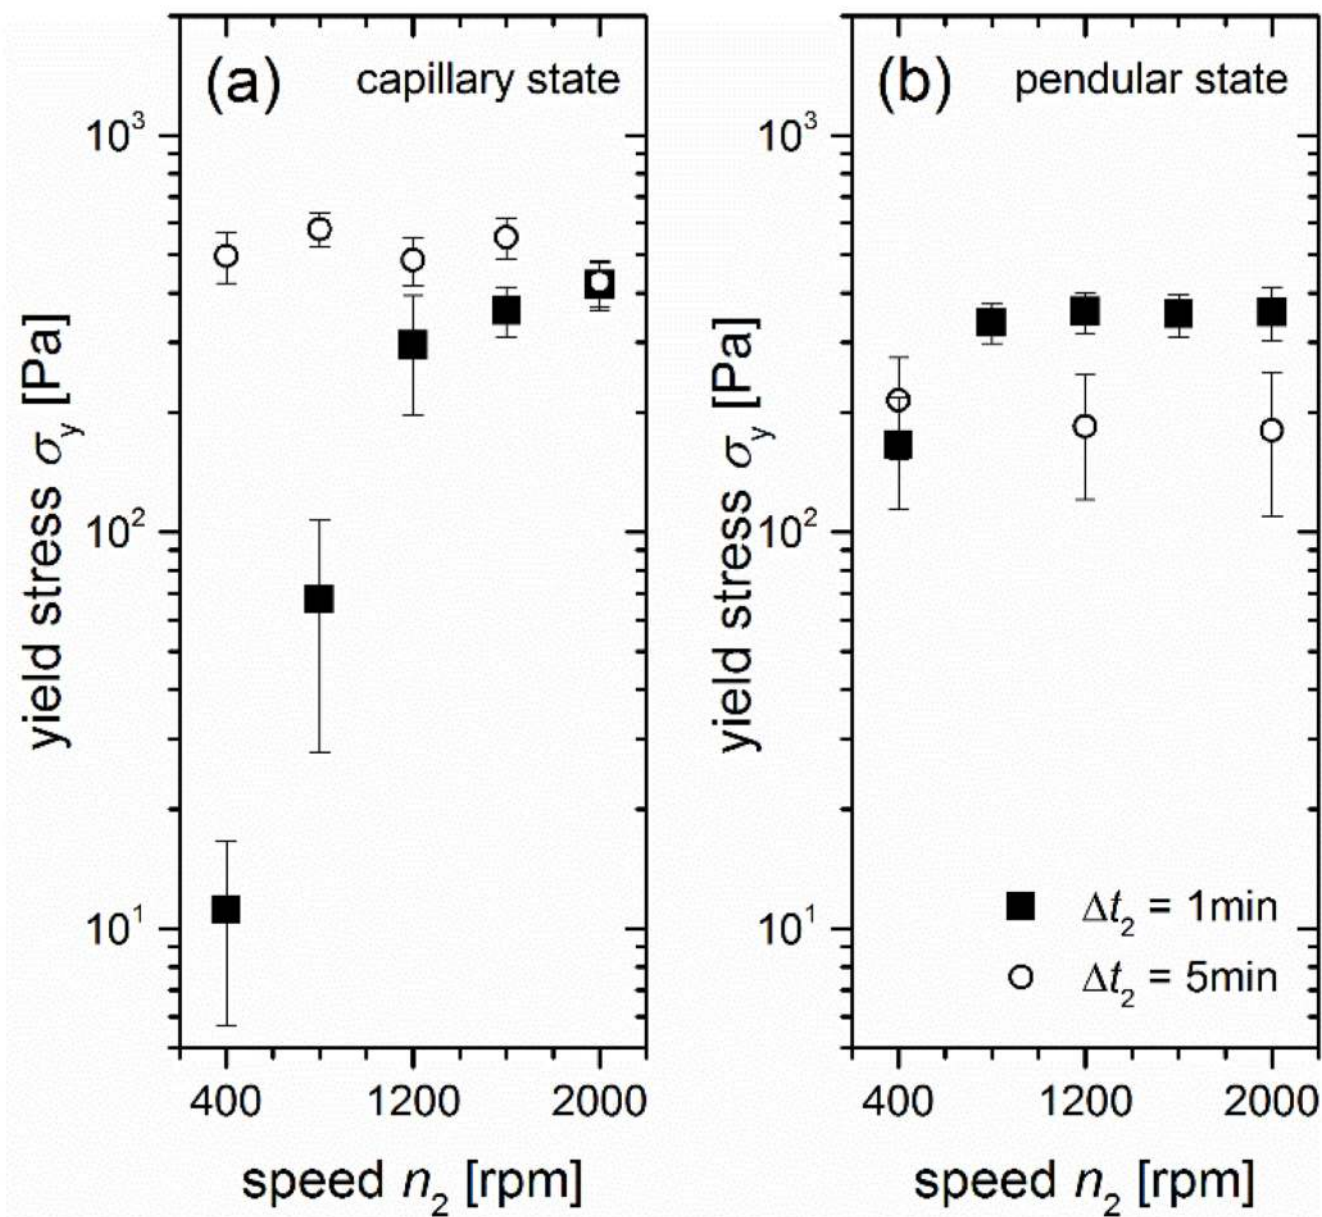 (a) capillary state
yield stress σy [Pa]
10³
10²
10¹
400 1200 2000
speed n₂ [rpm]
(b) pendular state
yield stress σy [Pa]
10³
10²
10¹
Δt₂ = 1min
Δt₂ = 5min
400 1200 2000
speed n₂ [rpm]